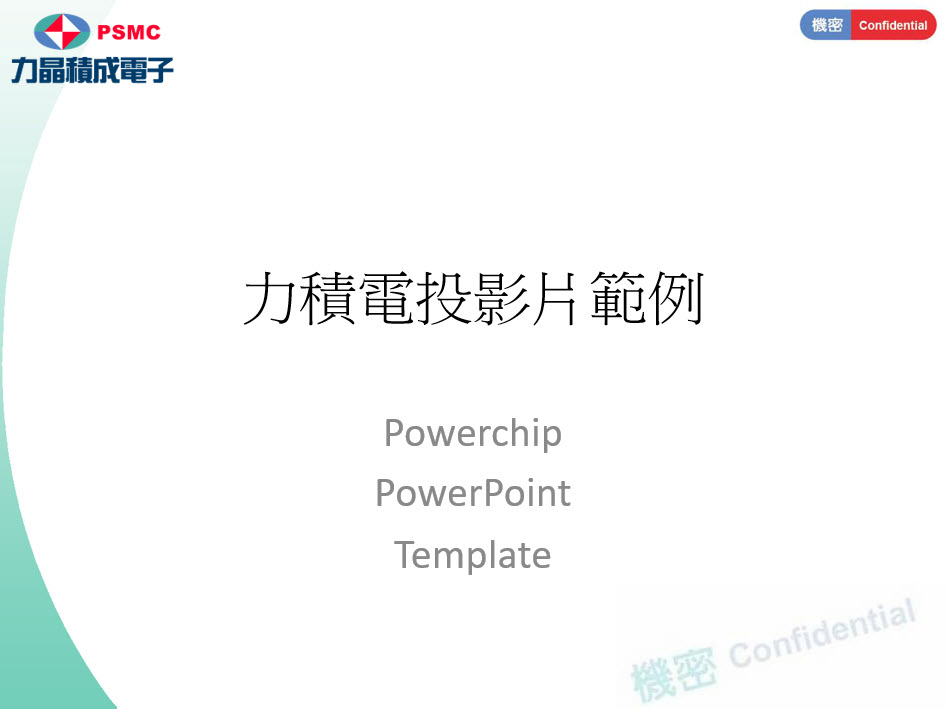 PSMC
力晶積成電子
機密 Confidential
力積電投影片範例
Powerchip
PowerPoint
Template
機密 Confidential